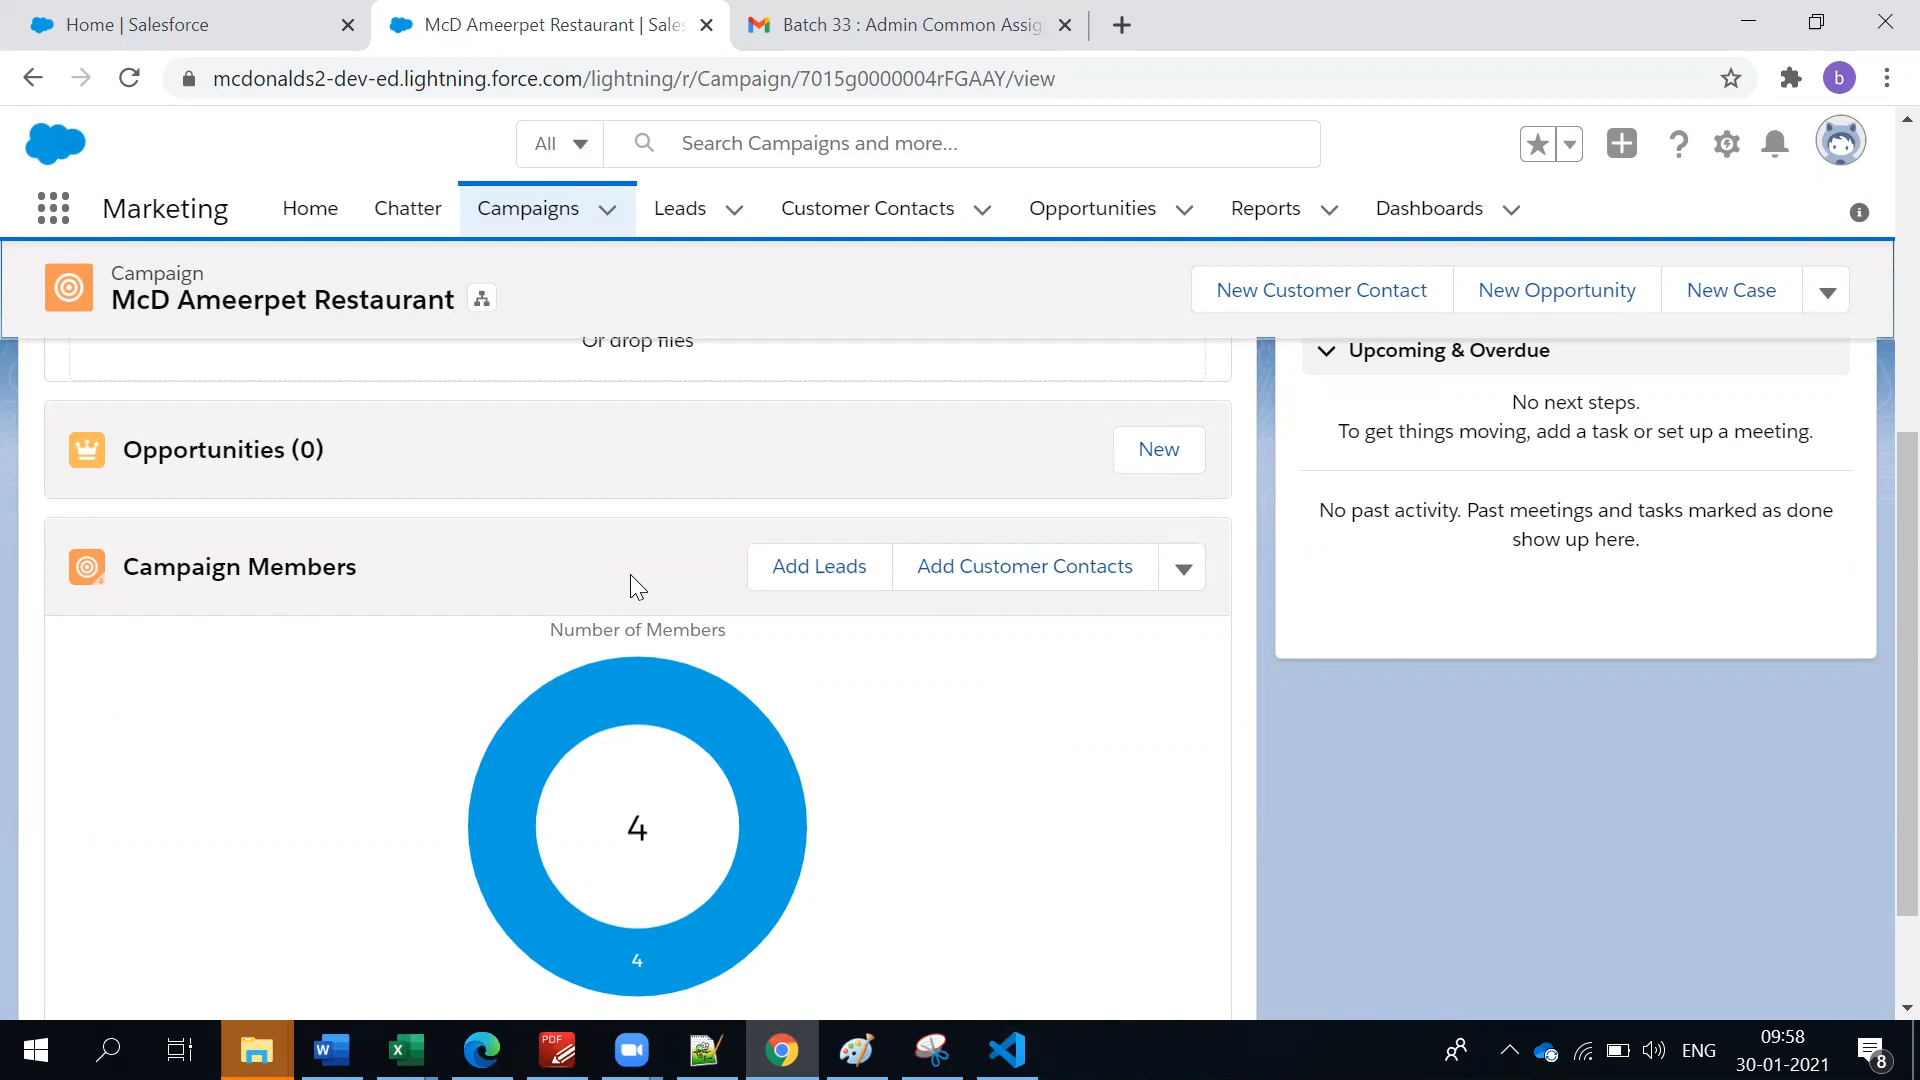 Home | Salesforce
McD Ameerpet Restaurant | Sales
Batch 33 : Admin Common Assig
mcdonalds2-dev-ed.lightning.force.com/lightning/r/Campaign/7015g0000004rFGAAY/view
b
All
Search Campaigns and more...
Marketing
Home
Chatter
Campaigns
Leads
Customer Contacts
Opportunities
Reports
Dashboards
Campaign
McD Ameerpet Restaurant
New Customer Contact
New Opportunity
New Case
Or drop files
Upcoming & Overdue
No next steps.
To get things moving, add a task or set up a meeting.
Opportunities (0)
New
No past activity. Past meetings and tasks marked as done
show up here.
Campaign Members
Add Leads
Add Customer Contacts
Number of Members
4
4
PDF
ENG
09:58
30-01-2021
8